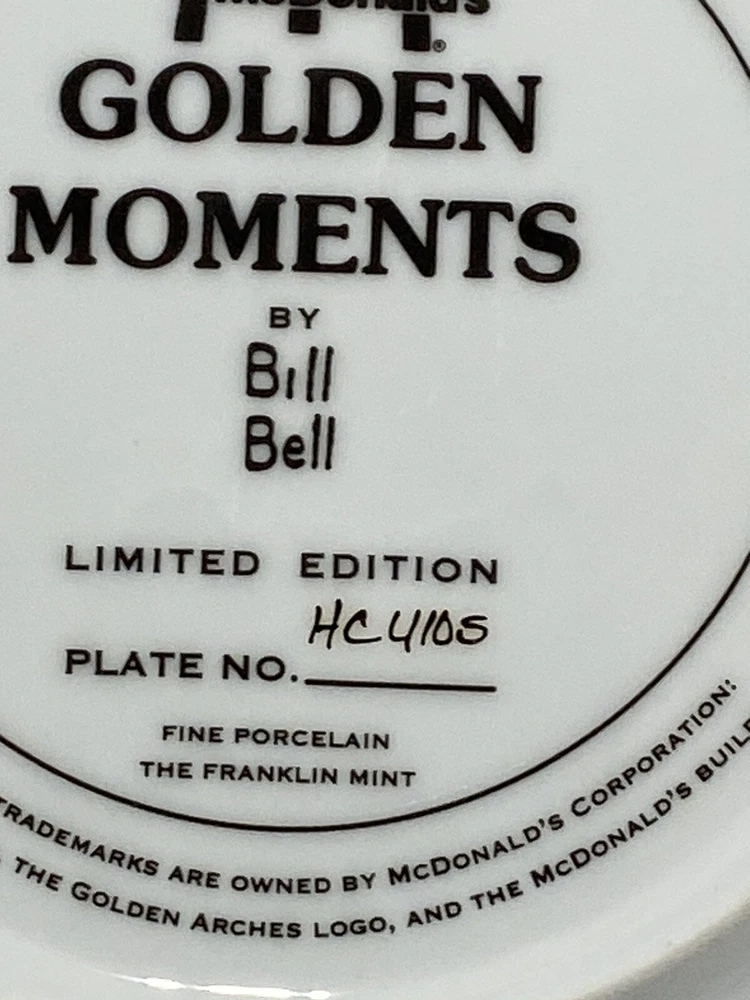 McDonald's
®
GOLDEN
MOMENTS
BY
Bill
Bell
LIMITED EDITION
HC4105
PLATE NO.
FINE PORCELAIN
THE FRANKLIN MINT
TRADEMARKS ARE OWNED BY MCDONALD'S CORPORATION:
THE GOLDEN ARCHES LOGO, AND THE MCDONALD'S